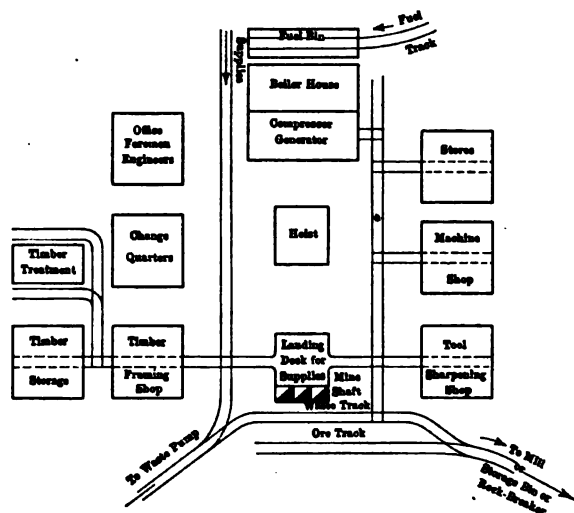 Fuel Bin
Fuel
Track
Supplies
Boiler House
Compressor
Generator
Office
Foremen
Engineers
Stores
Change
Quarters
Hoist
Machine
Shop
Timber
Treatment
Timber
Storage
Timber
Framing
Shop
Landing
Deck for
Supplies
Mine
Shaft
Tool
Sharpening
Shop
Waste Track
Ore Track
To Waste Pump
To Mill
or
Storage Bin or
Rock-Breaker